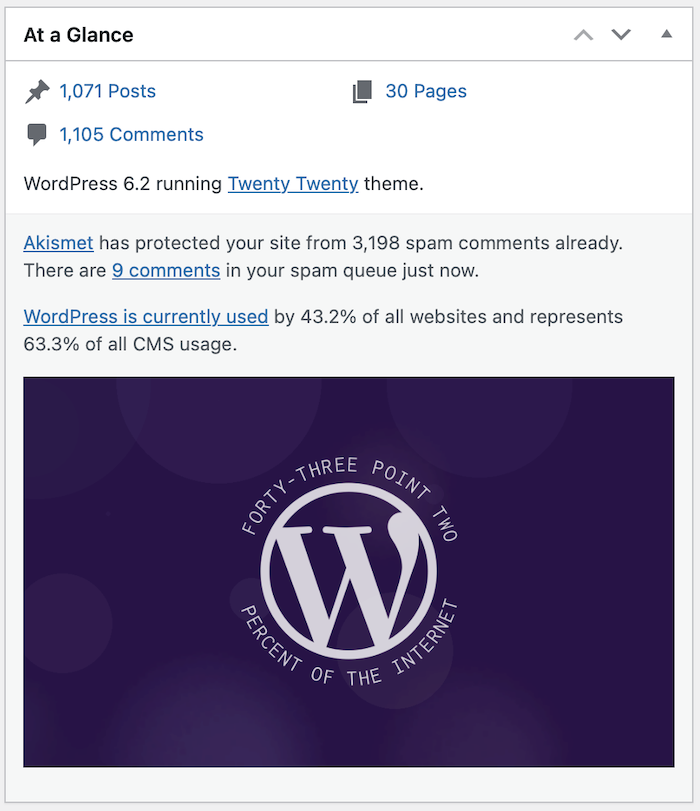 At a Glance
1,071 Posts
30 Pages
1,105 Comments
WordPress 6.2 running Twenty Twenty theme.
Akismet has protected your site from 3,198 spam comments already.
There are 9 comments in your spam queue just now.
WordPress is currently used by 43.2% of all websites and represents
63.3% of all CMS usage.
FORTY-THREE POINT TWO
W
PERCENT OF THE INTERNET